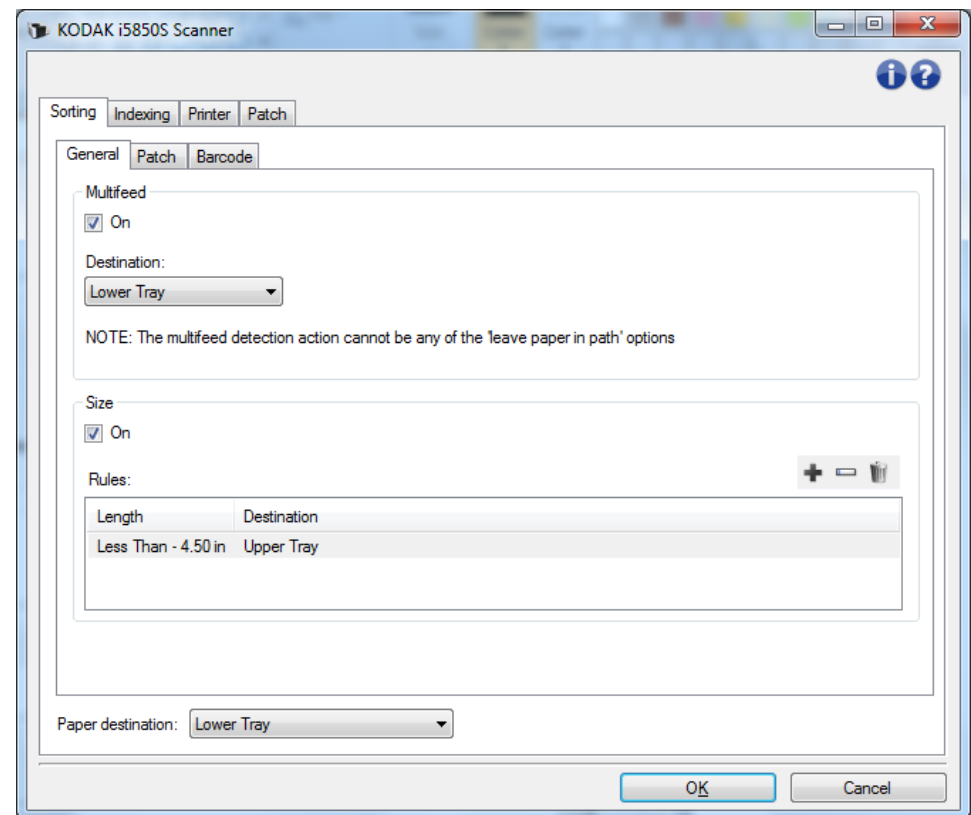 KODAK i5850S Scanner
Sorting Indexing Printer Patch
General Patch Barcode
Multifeed
On
Destination:
Lower Tray
NOTE: The multifeed detection action cannot be any of the 'leave paper in path' options
Size
On
Rules:
Length Destination
Less Than - 4.50 in Upper Tray
Paper destination: Lower Tray
OK Cancel